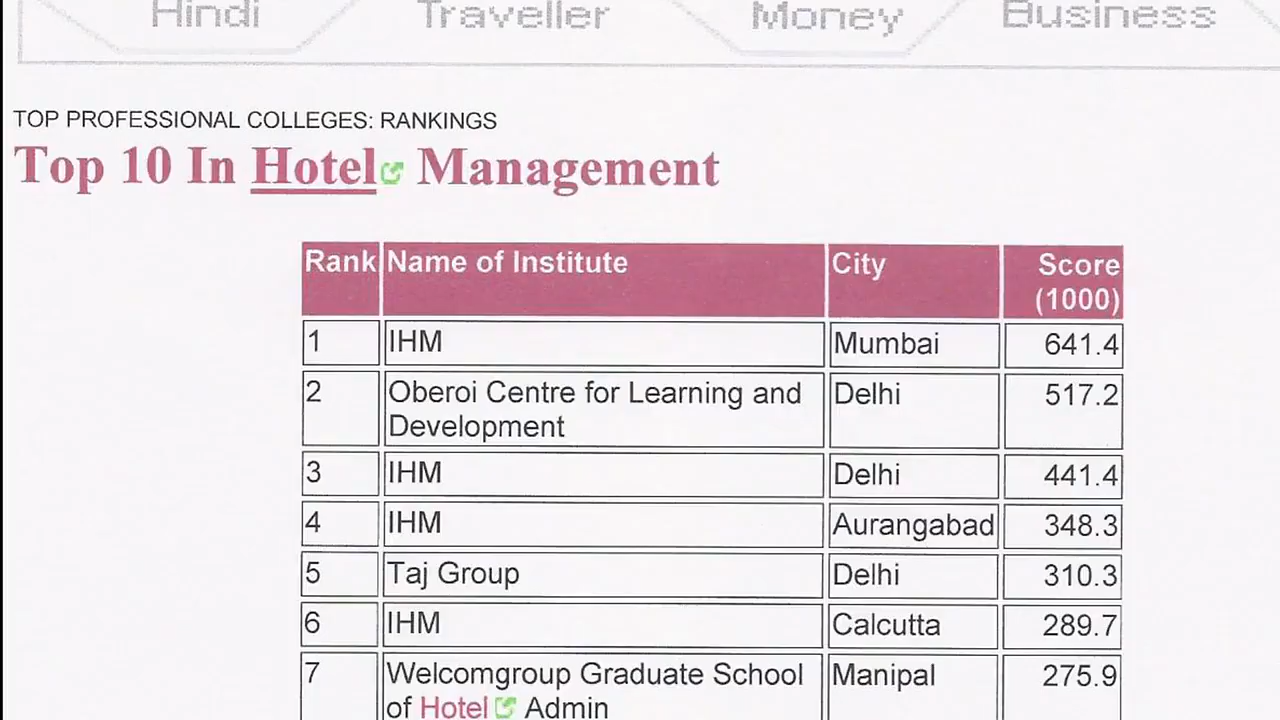 Hindi Traveller Money Business
TOP PROFESSIONAL COLLEGES: RANKINGS
Top 10 In Hotel Management
Rank Name of Institute City Score
(1000)
1 IHM Mumbai 641.4
2 Oberoi Centre for Learning and Delhi 517.2
Development
3 IHM Delhi 441.4
4 IHM Aurangabad 348.3
5 Taj Group Delhi 310.3
6 IHM Calcutta 289.7
7 Welcomgroup Graduate School Manipal 275.9
of Hotel Admin